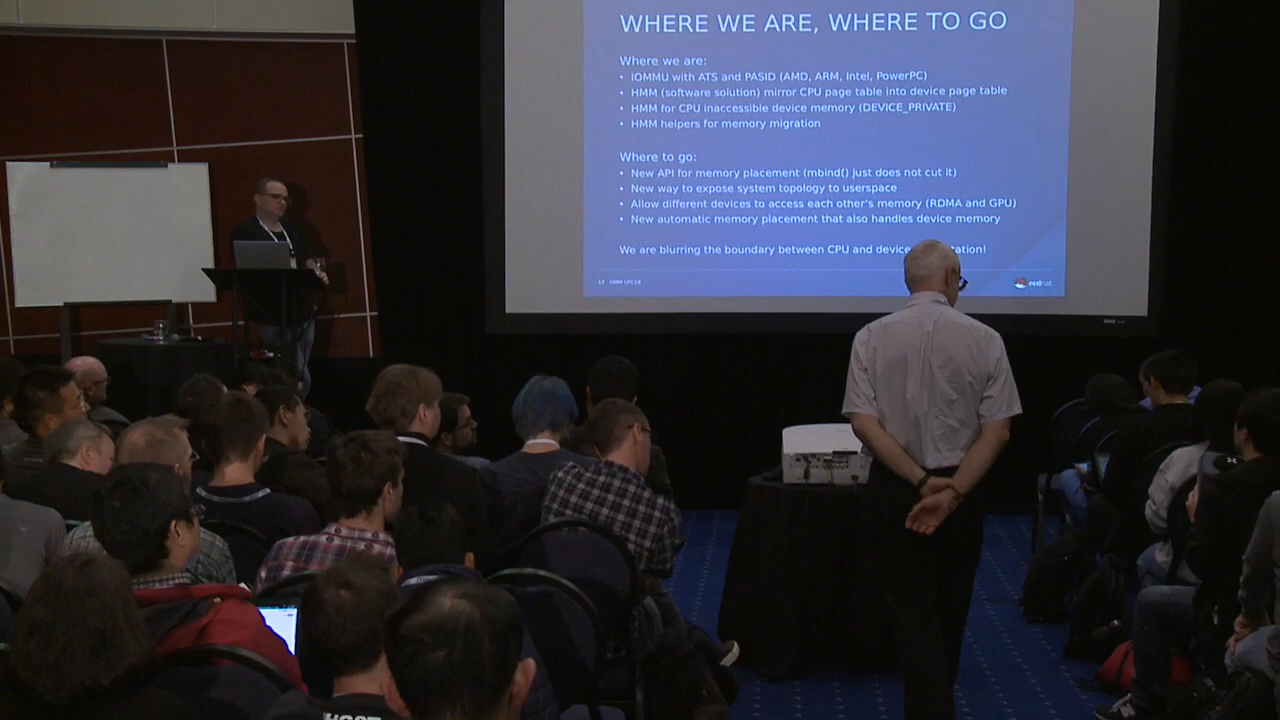 WHERE WE ARE, WHERE TO GO
Where we are:
• IOMMU with ATS and PASID (AMD, ARM, Intel, PowerPC)
• HMM (software solution) mirror CPU page table into device page table
• HMM for CPU inaccessible device memory (DEVICE_PRIVATE)
• HMM helpers for memory migration
Where to go:
• New API for memory placement (mbind() just does not cut it)
• New way to expose system topology to userspace
• Allow different devices to access each other's memory (RDMA and GPU)
• New automatic memory placement that also handles device memory
We are blurring the boundary between CPU and device
17 HMM LPC18
redhat